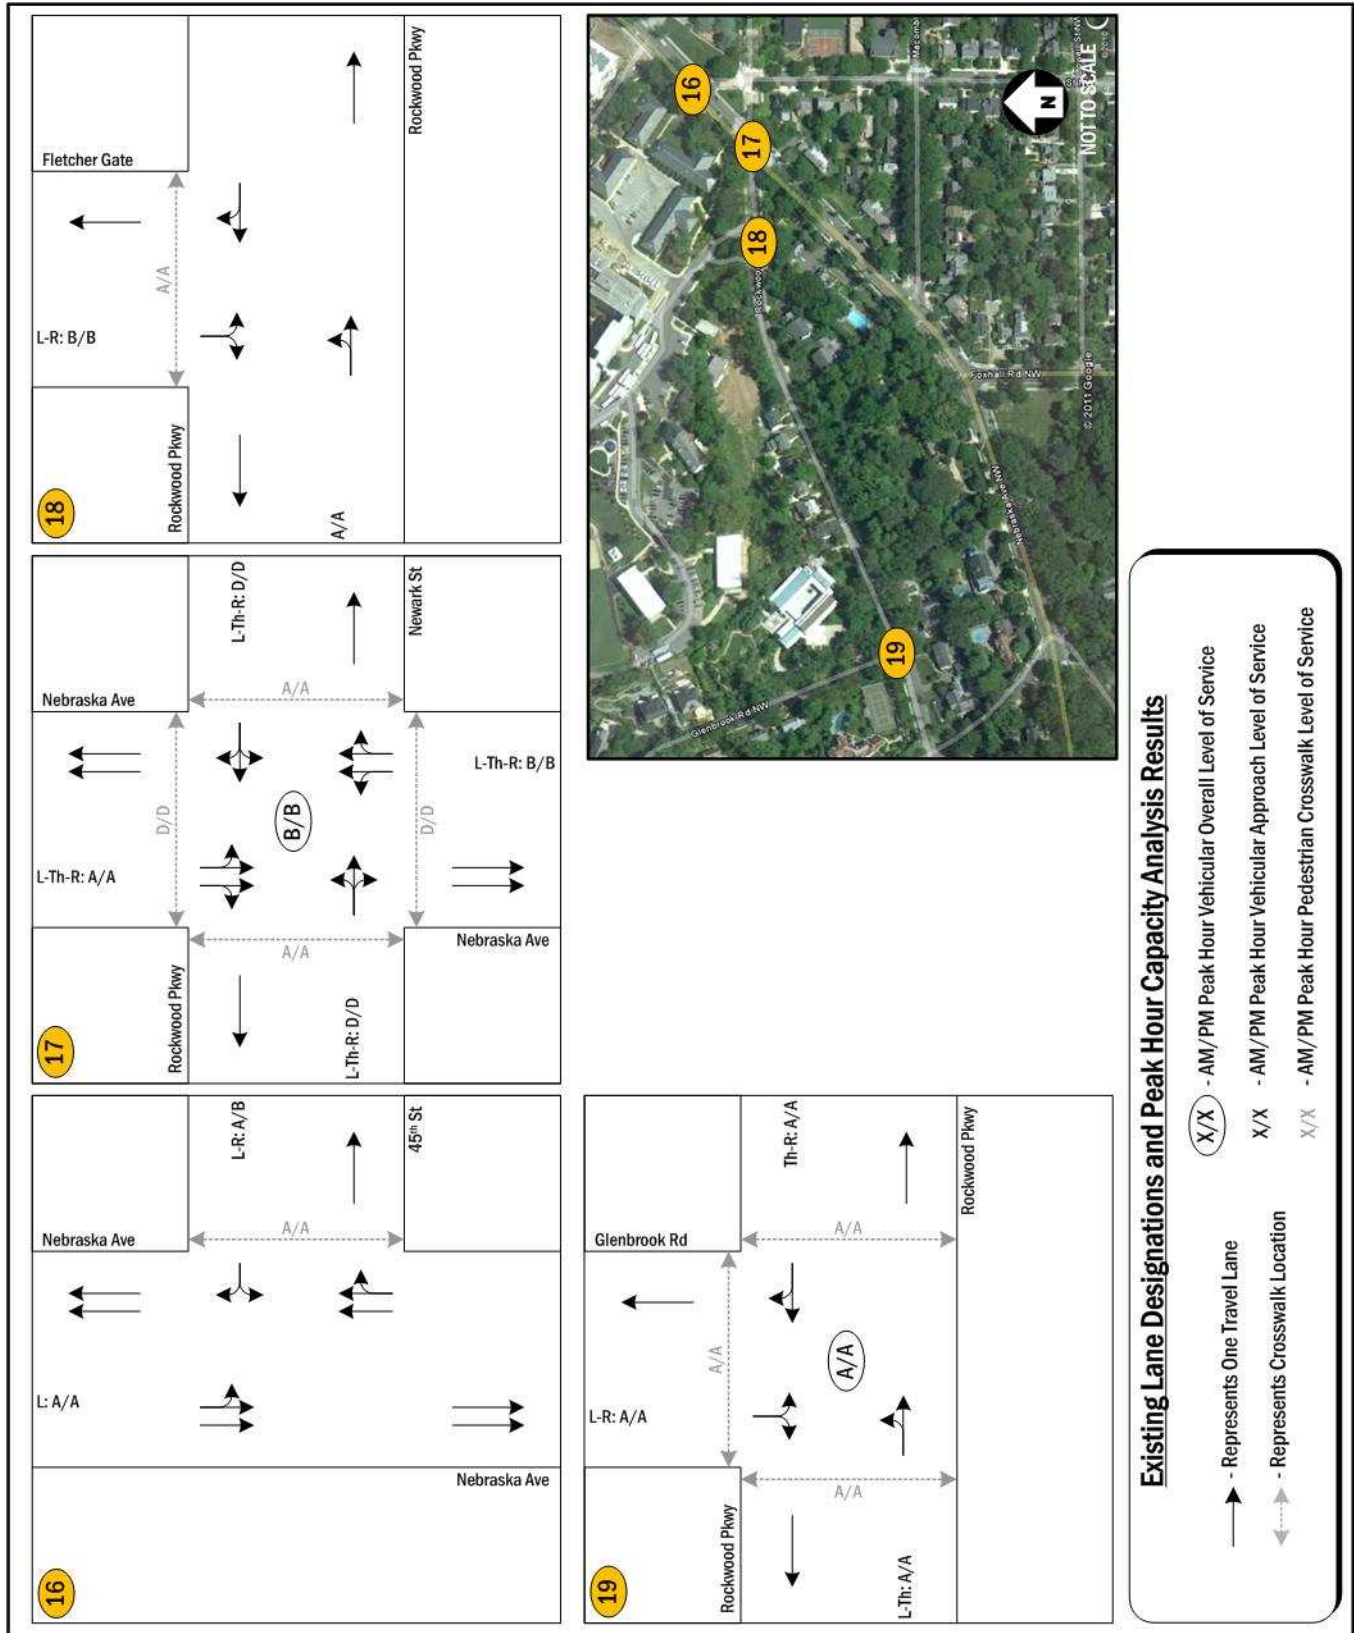 16
Nebraska Ave
L: A/A
L-R: A/B
A/A
45th St
Nebraska Ave
17
Nebraska Ave
L-Th-R: A/A
Rockwood Pkwy
D/D
L-Th-R: D/D
A/A
B/B
A/A
L-Th-R: D/D
Newark St
D/D
L-Th-R: B/B
Nebraska Ave
18
Fletcher Gate
L-R: B/B
Rockwood Pkwy
A/A
A/A
Rockwood Pkwy
19
Glenbrook Rd
L-R: A/A
Rockwood Pkwy
A/A
Th-R: A/A
A/A
A/A
A/A
L-Th: A/A
Rockwood Pkwy
16
17
18
19
Rockwoo
Macomb
Glenbrook Rd NW
Nebraska Ave NW
Foxhall Rd NW
© 2011 Google
N
NOT TO SCALE
Existing Lane Designations and Peak Hour Capacity Analysis Results
- Represents One Travel Lane
- Represents Crosswalk Location
X/X - AM/PM Peak Hour Vehicular Overall Level of Service
X/X - AM/PM Peak Hour Vehicular Approach Level of Service
X/X - AM/PM Peak Hour Pedestrian Crosswalk Level of Service